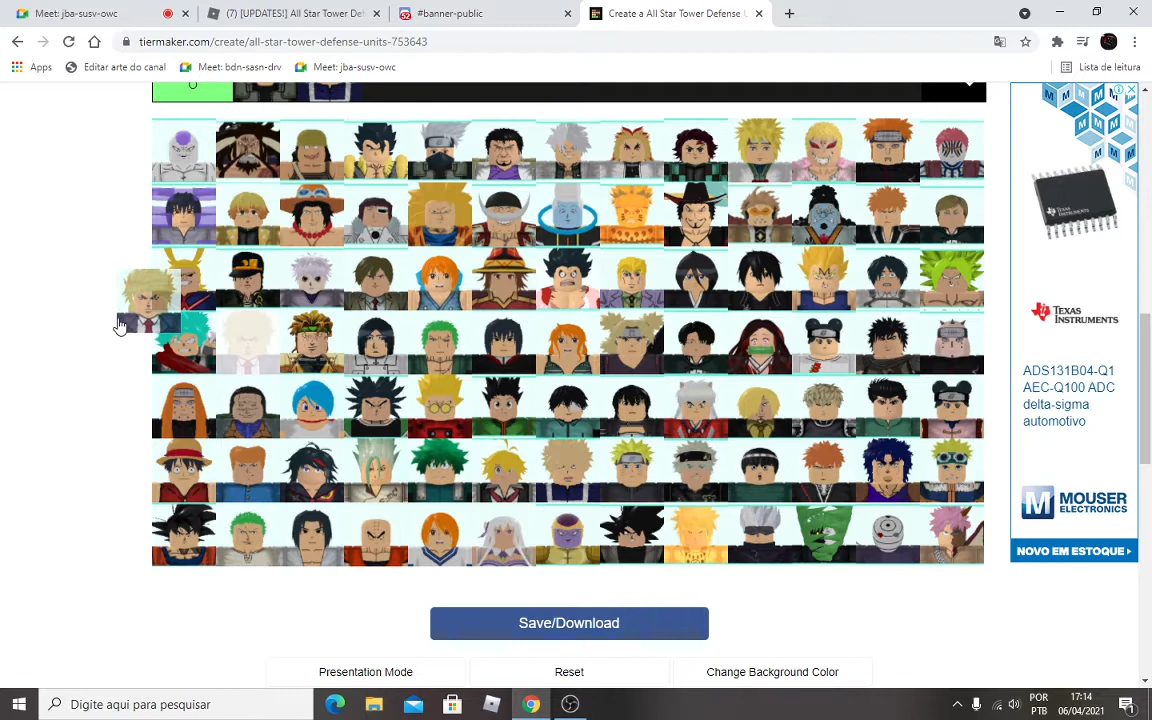 Meet: jba-susv-owc
(7) [UPDATES!] All Star Tower Def
#banner-public
Create a All Star Tower Defense U
tiermaker.com/create/all-star-tower-defense-units-753643
Apps
Editar arte do canal
Meet: bdn-sasn-drv
Meet: jba-susv-owc
Lista de leitura
TEXAS
INSTRUMENTS
ADS131B04-Q1
AEC-Q100 ADC
delta-sigma
automotivo
M MOUSER
ELECTRONICS
NOVO EM ESTOQUE
Save/Download
Presentation Mode
Reset
Change Background Color
Digite aqui para pesquisar
POR
PTB
17:14
06/04/2021
1